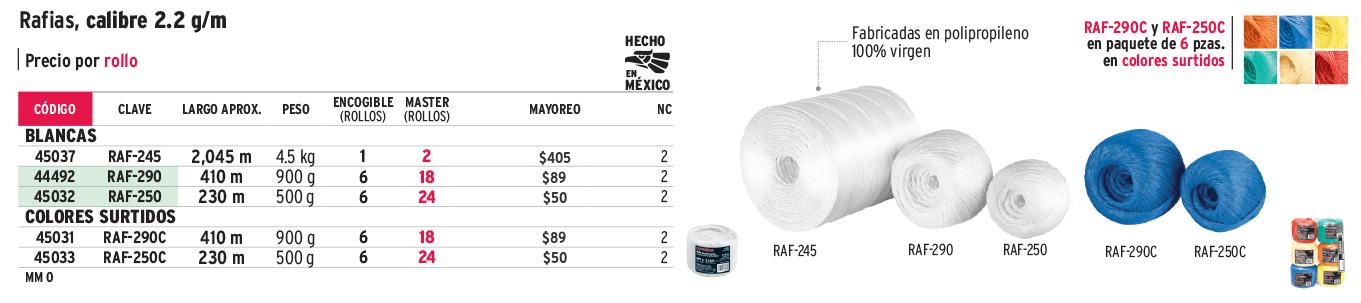 Rafias, calibre 2.2 g/m
Precio por rollo
HECHO
EN
MÉXICO
CÓDIGO CLAVE LARGO APROX. PESO ENCOGIBLE (ROLLOS) MASTER (ROLLOS) MAYOREO NC
BLANCAS
45037 RAF-245 2,045 m 4.5 kg 1 2 $405 2
44492 RAF-290 410 m 900 g 6 18 $89 2
45032 RAF-250 230 m 500 g 6 24 $50 2
COLORES SURTIDOS
45031 RAF-290C 410 m 900 g 6 18 $89 2
45033 RAF-250C 230 m 500 g 6 24 $50 2
MM 0
Fabricadas en polipropileno
100% virgen
RAF-245
RAF-290
RAF-250
RAF-290C y RAF-250C
en paquete de 6 pzas.
en colores surtidos
RAF-290C
RAF-250C